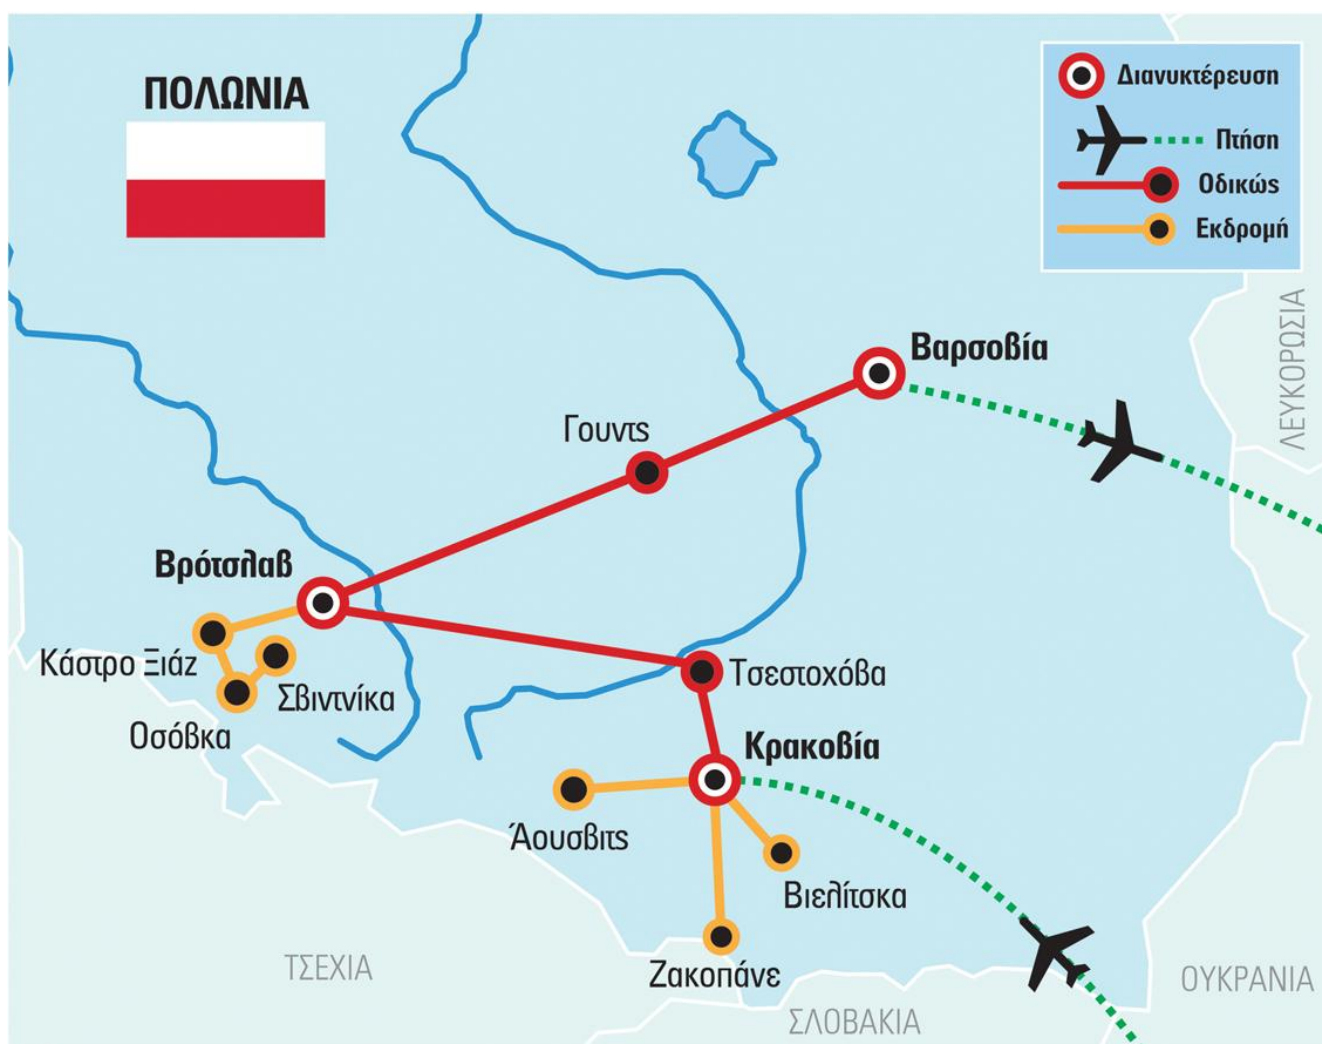 ΠΟΛΩΝΙΑ
Διανυκτέρευση
Πτήση
Οδικώς
Εκδρομή
ΛΕΥΚΟΡΩΣΙΑ
Βαρσοβία
Γουντς
Βρότσλαβ
Κάστρο Ξιάζ
Σβιντνίκα
Οσόβκα
Τσεστοχόβα
Κρακοβία
Άουσβιτς
Βιελίτσκα
Ζακοπάνε
ΤΣΕΧΙΑ
ΣΛΟΒΑΚΙΑ
ΟΥΚΡΑΝΙΑ